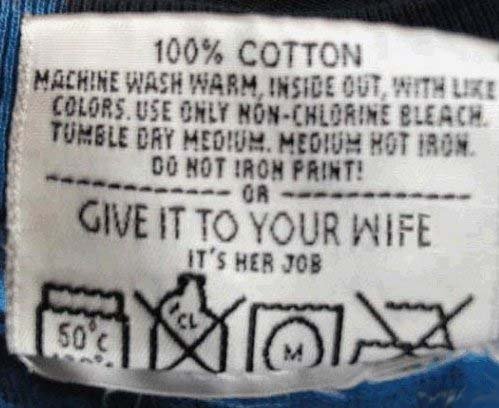 100% COTTON
MACHINE WASH WARM, INSIDE OUT, WITH LIKE
COLORS. USE ONLY NON-CHLORINE BLEACH.
TUMBLE DRY MEDIUM. MEDIUM HOT IRON.
DO NOT IRON PRINT!
OR
GIVE IT TO YOUR WIFE
IT'S HER JOB
50°C CL M